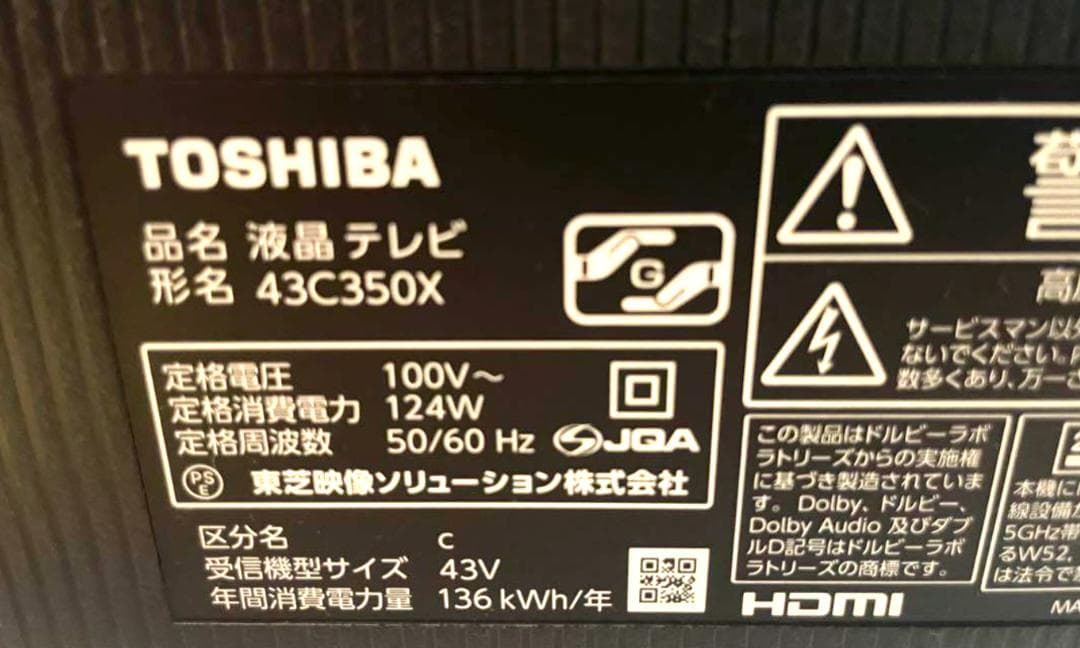 TOSHIBA
品名 液晶テレビ
形名 43C350X
G
定格電圧 100V～
定格消費電力 124W
定格周波数 50/60 Hz
JQA
PS
E
東芝映像ソリューション株式会社
区分名 C
受信機型サイズ 43V
年間消費電力量 136 kWh/年
警
高
サービスマン以
ないでください。
数多くあり、万一
この製品はドルビーラボ
ラトリーズからの実施権
に基づき製造されていま
す。 Dolby、ドルビー、
Dolby Audio 及びダブ
ルD記号はドルビーラボ
ラトリーズの商標です。
HDMI
本機に
線設備
5GHz帯
るW52,
は法令で
MA